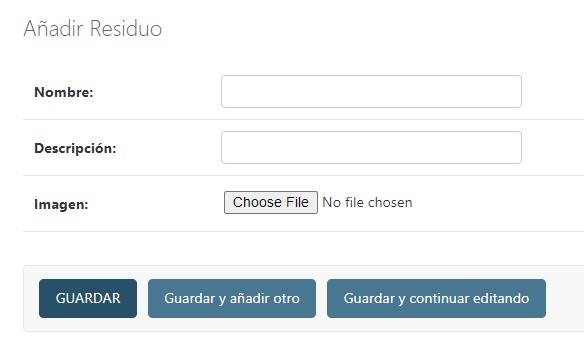 Añadir Residuo
Nombre:
Descripción:
Imagen: Choose File No file chosen
GUARDAR Guardar y añadir otro Guardar y continuar editando